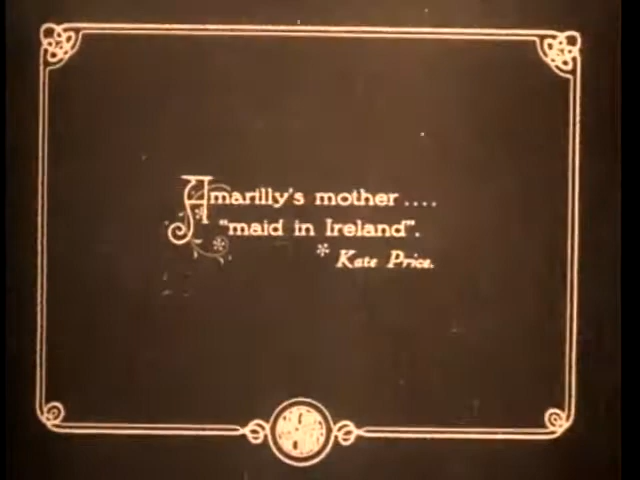 Amarilly's mother....
"maid in Ireland".
* Kate Price.